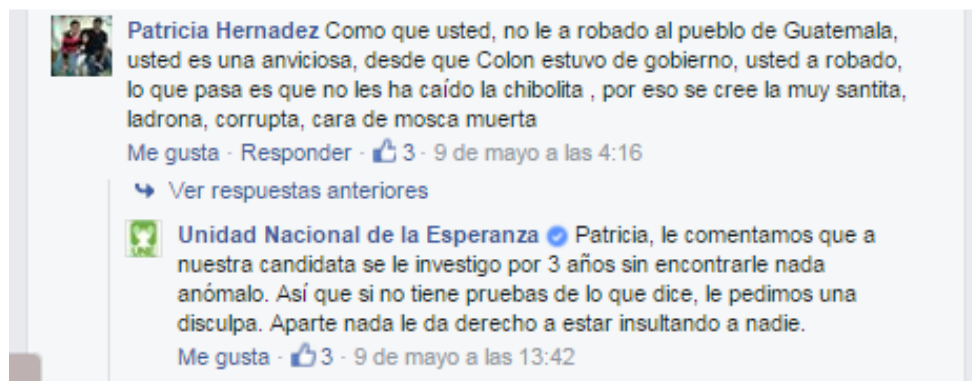 Patricia Hernadez Como que usted, no le a robado al pueblo de Guatemala,
usted es una anviciosa, desde que Colon estuvo de gobierno, usted a robado,
lo que pasa es que no les ha caído la chibolita , por eso se cree la muy santita,
ladrona, corrupta, cara de mosca muerta
Me gusta · Responder · 3 · 9 de mayo a las 4:16
Ver respuestas anteriores
Unidad Nacional de la Esperanza Patricia, le comentamos que a
nuestra candidata se le investigo por 3 años sin encontrarle nada
anómalo. Así que si no tiene pruebas de lo que dice, le pedimos una
disculpa. Aparte nada le da derecho a estar insultando a nadie.
Me gusta · 3 · 9 de mayo a las 13:42
UNE